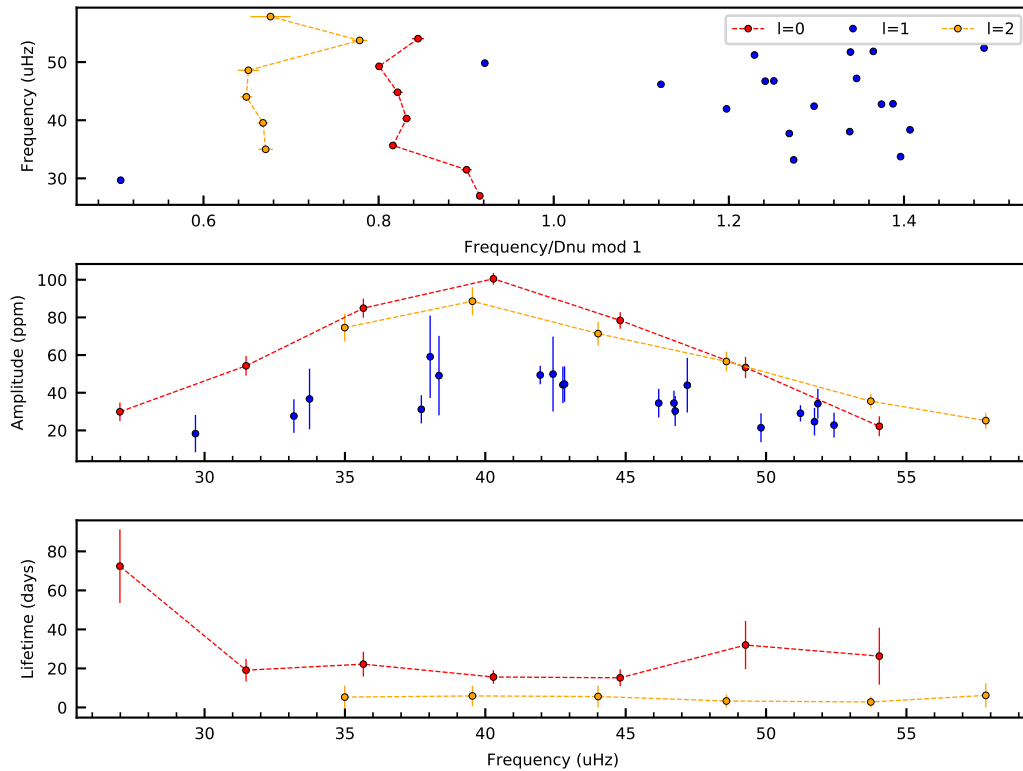 l=0 l=1 l=2
Frequency (uHz)
50
40
30
0.6 0.8 1.0 1.2 1.4
Frequency/Dnu mod 1
Amplitude (ppm)
100
80
60
40
20
30 35 40 45 50 55
Lifetime (days)
80
60
40
20
0
30 35 40 45 50 55
Frequency (uHz)